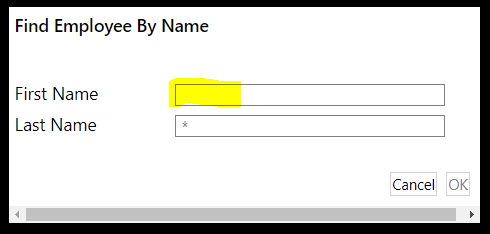 Find Employee By Name
First Name
Last Name *
Cancel OK